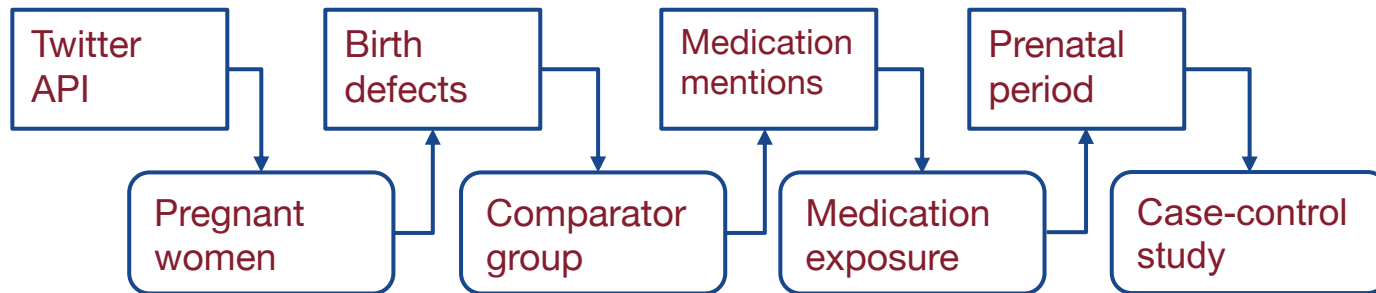 Twitter
API
Pregnant
women
Birth
defects
Comparator
group
Medication
mentions
Medication
exposure
Prenatal
period
Case-control
study